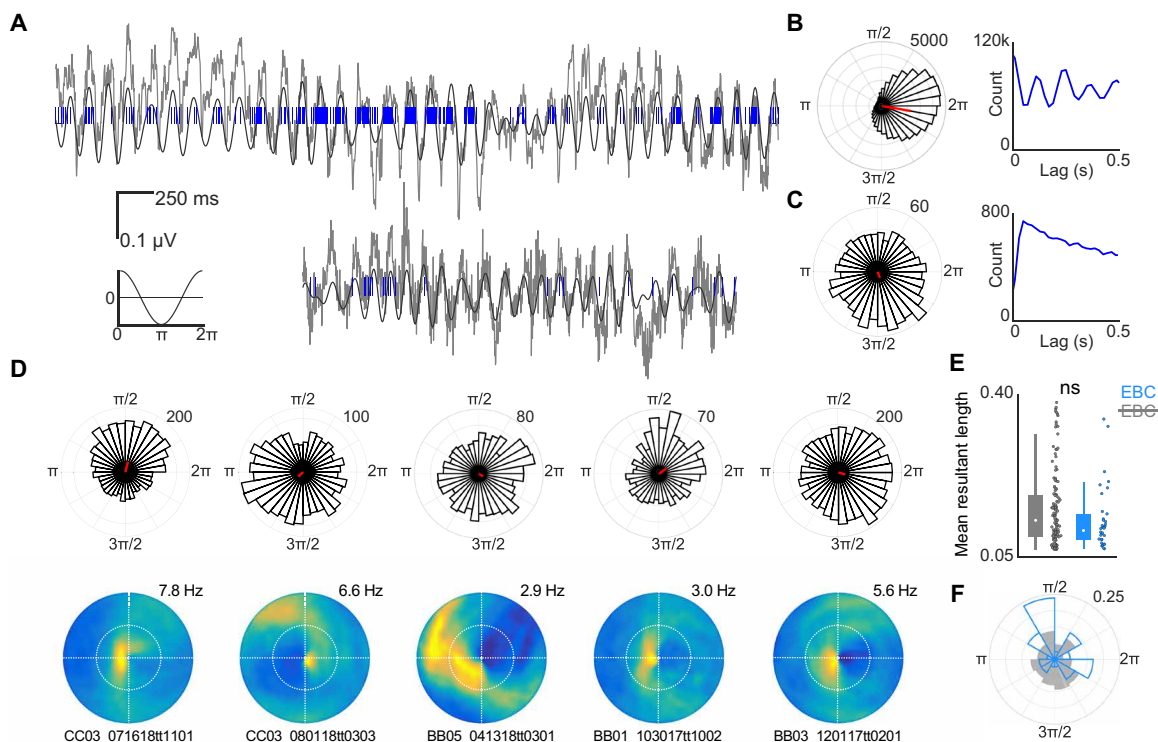 A
250 ms
0.1 µV
0
0 π 2π
B
π/2
5000
π
2π
3π/2
120k
Count
0
0 0.5
Lag (s)
C
π/2
60
π
2π
3π/2
800
Count
0
0 0.5
Lag (s)
D
π/2 200
π 2π
3π/2
π/2 100
π 2π
3π/2
π/2 80
π 2π
3π/2
π/2 70
π 2π
3π/2
π/2 200
π 2π
3π/2
7.8 Hz
CC03 071618tt1101
6.6 Hz
CC03 080118tt0303
2.9 Hz
BB05 041318tt0301
3.0 Hz
BB01 103017tt1002
5.6 Hz
BB03 120117tt0201
E
0.40
Mean resultant length
0.05
ns
EBC
EBC
F
π/2
0.25
π
2π
3π/2